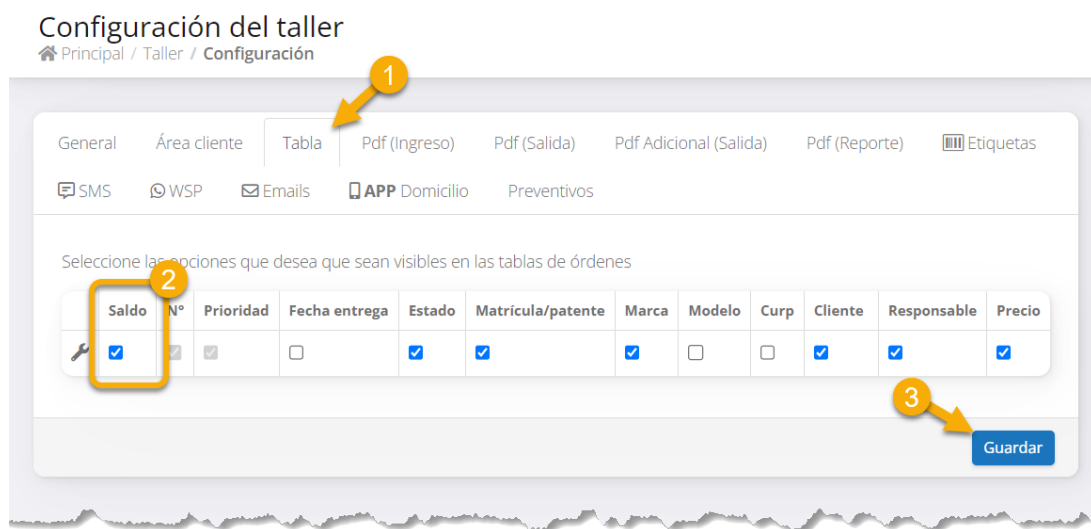 Configuración del taller
Principal / Taller / Configuración
1
General Área cliente Tabla Pdf (Ingreso) Pdf (Salida) Pdf Adicional (Salida) Pdf (Reporte) Etiquetas
SMS WSP Emails APP Domicilio Preventivos
Seleccione las opciones que desea que sean visibles en las tablas de órdenes
2
Saldo N° Prioridad Fecha entrega Estado Matrícula/patente Marca Modelo Curp Cliente Responsable Precio
3
Guardar